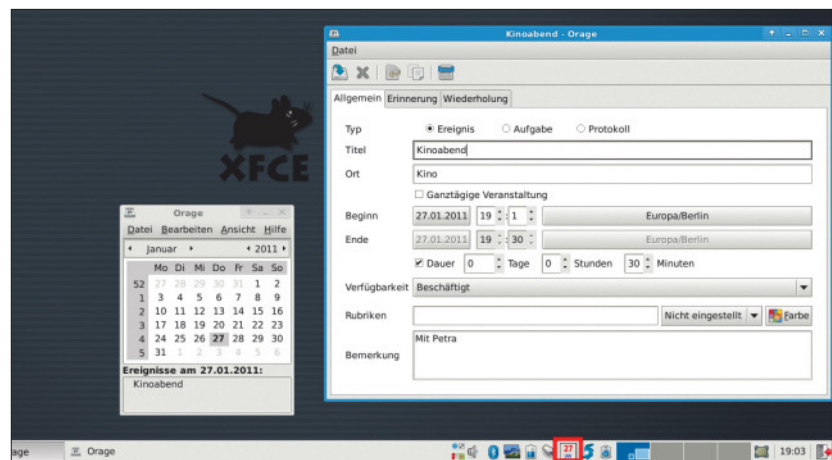 XFCE
Kinoabend - Orage
Datei
Allgemein Erinnerung Wiederholung
Typ Ereignis Aufgabe Protokoll
Titel Kinoabend
Ort Kino
Ganztägige Veranstaltung
Beginn 27.01.2011 19 : 1 Europa/Berlin
Ende 27.01.2011 19 : 30 Europa/Berlin
Dauer 0 Tage 0 Stunden 30 Minuten
Verfügbarkeit Beschäftigt
Rubriken Nicht eingestellt Farbe
Bemerkung Mit Petra
Orage
Datei Bearbeiten Ansicht Hilfe
Januar 2011
Mo Di Mi Do Fr Sa So
52 27 28 29 30 31 1 2
1 3 4 5 6 7 8 9
2 10 11 12 13 14 15 16
3 17 18 19 20 21 22 23
4 24 25 26 27 28 29 30
5 31 1 2 3 4 5 6
Ereignisse am 27.01.2011:
Kinoabend
age Orage 27 19:03